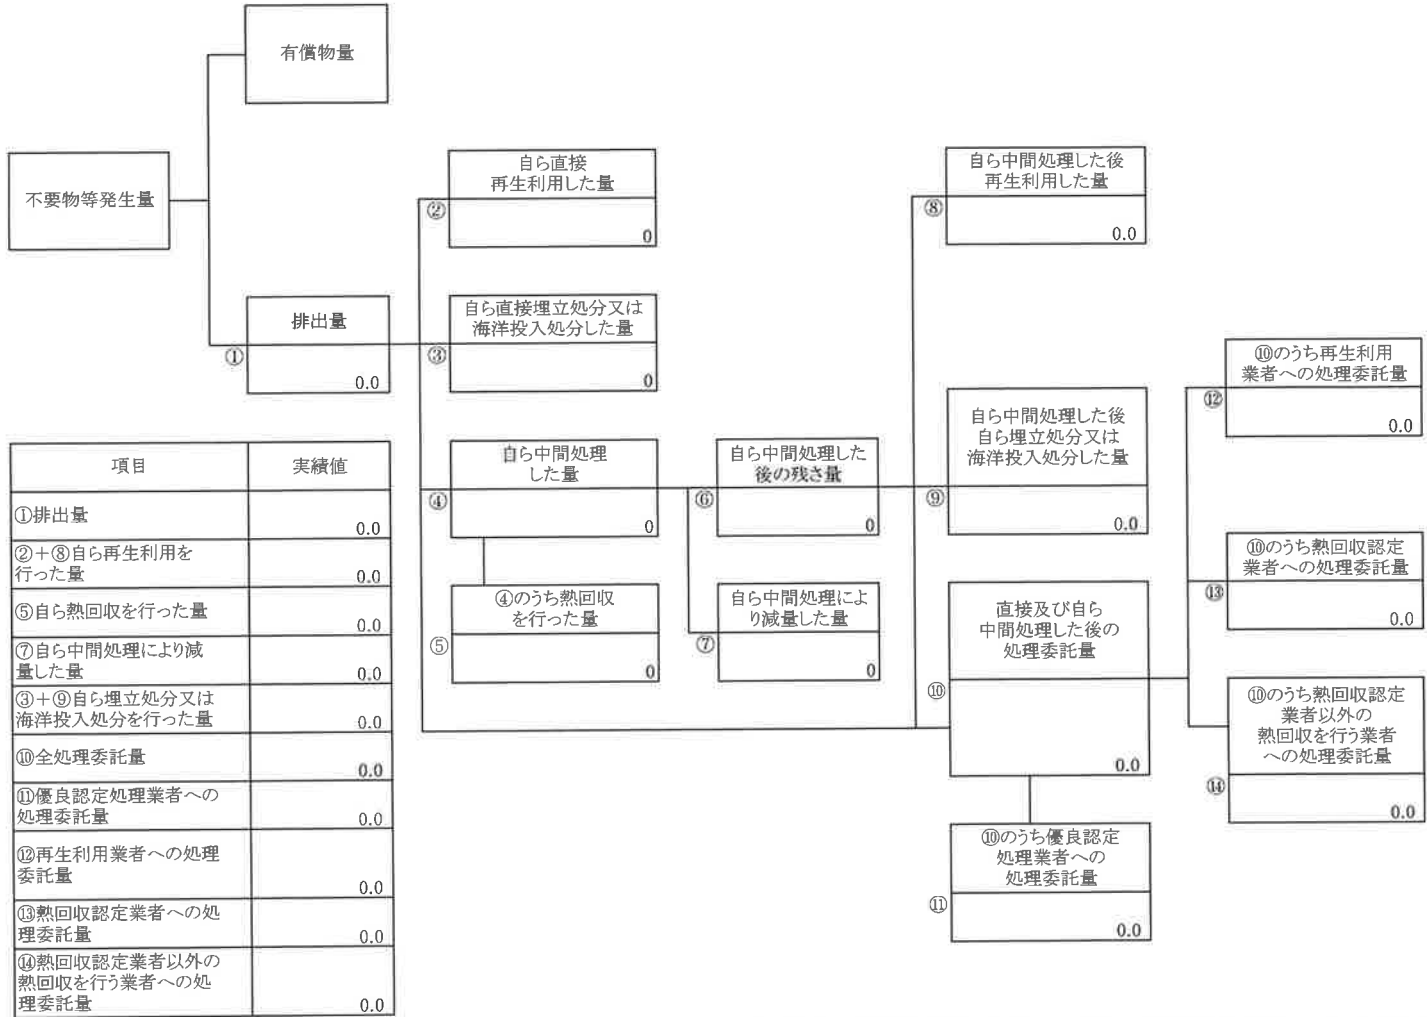 有償物量
不要物等発生量
自ら直接
再生利用した量
②
0
自ら中間処理した後
再生利用した量
⑧
0.0
排出量
①
0.0
自ら直接埋立処分又は
海洋投入処分した量
③
0
⑩のうち再生利用
業者への処理委託量
⑫
0.0
自ら中間処理
した量
④
0
自ら中間処理した
後の残さ量
⑥
0
自ら中間処理した後
自ら埋立処分又は
海洋投入処分した量
⑨
0.0
⑩のうち熱回収認定
業者への処理委託量
⑬
0.0
④のうち熱回収
を行った量
⑤
0
自ら中間処理によ
り減量した量
⑦
0
直接及び自ら
中間処理した後の
処理委託量
⑩
0.0
⑩のうち熱回収認定
業者以外の
熱回収を行う業者
への処理委託量
⑭
0.0
⑩のうち優良認定
処理業者への
処理委託量
⑪
0.0
項目 実績値
①排出量 0.0
②+⑧自ら再生利用を
行った量 0.0
⑤自ら熱回収を行った量 0.0
⑦自ら中間処理により減
量した量 0.0
③+⑨自ら埋立処分又は
海洋投入処分を行った量 0.0
⑩全処理委託量 0.0
⑪優良認定処理業者への
処理委託量 0.0
⑫再生利用業者への処理
委託量 0.0
⑬熱回収認定業者への処
理委託量 0.0
⑭熱回収認定業者以外の
熱回収を行う業者への処
理委託量 0.0